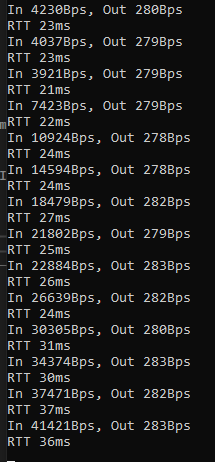 In 4230Bps, Out 280Bps
RTT 23ms
In 4037Bps, Out 279Bps
RTT 23ms
In 3921Bps, Out 279Bps
RTT 21ms
In 7423Bps, Out 279Bps
RTT 22ms
In 10924Bps, Out 278Bps
RTT 24ms
In 14594Bps, Out 278Bps
RTT 24ms
In 18479Bps, Out 282Bps
RTT 27ms
In 21802Bps, Out 279Bps
RTT 25ms
In 22884Bps, Out 283Bps
RTT 26ms
In 26639Bps, Out 282Bps
RTT 24ms
In 30305Bps, Out 280Bps
RTT 31ms
In 34374Bps, Out 283Bps
RTT 30ms
In 37471Bps, Out 282Bps
RTT 37ms
In 41421Bps, Out 283Bps
RTT 36ms